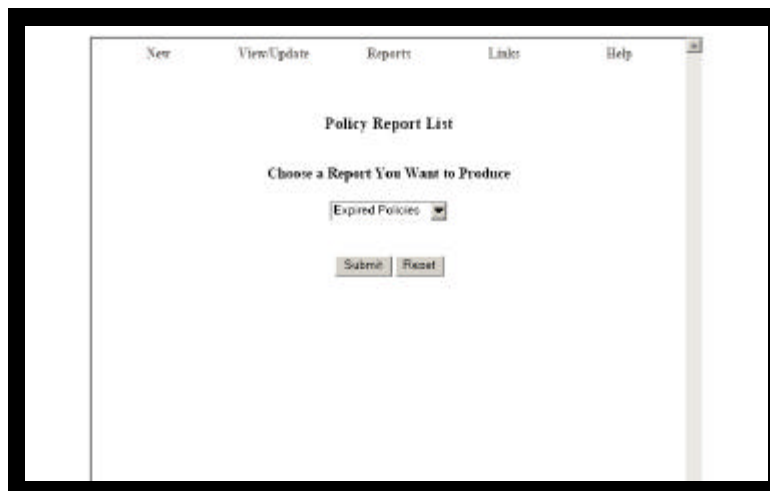 New View/Update Reports Links Help
Policy Report List
Choose a Report You Want to Produce
Expired Policies
Submit Reset